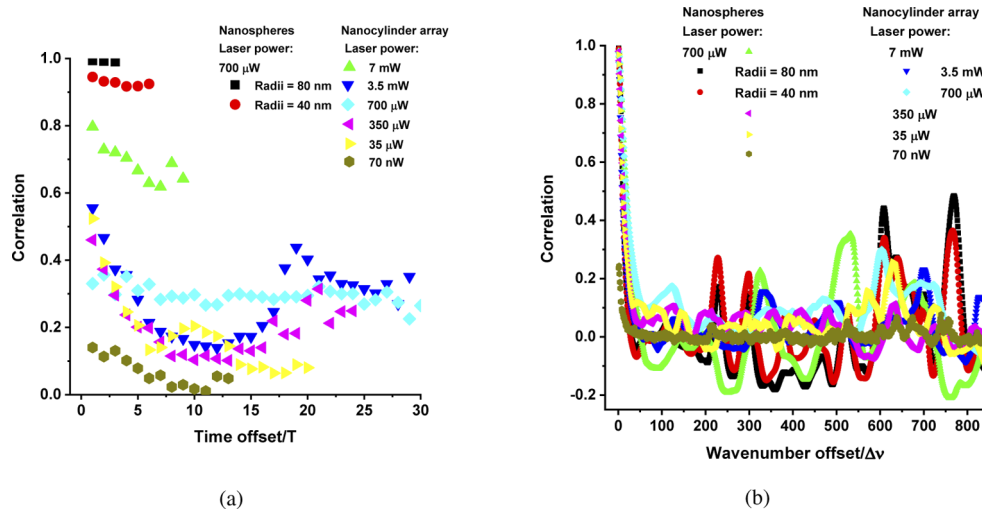 Nanospheres
Laser power:
700 µW
Radii = 80 nm
Radii = 40 nm
Nanocylinder array
Laser power:
7 mW
3.5 mW
700 µW
350 µW
35 µW
70 nW
Correlation
1.0
0.8
0.6
0.4
0.2
0.0
0 5 10 15 20 25 30
Time offset/T
(a)
Nanospheres
Laser power:
700 µW
Radii = 80 nm
Radii = 40 nm
Nanocylinder array
Laser power:
7 mW
3.5 mW
700 µW
350 µW
35 µW
70 nW
Correlation
1.0
0.8
0.6
0.4
0.2
0.0
-0.2
0 100 200 300 400 500 600 700 800
Wavenumber offset/Δν
(b)